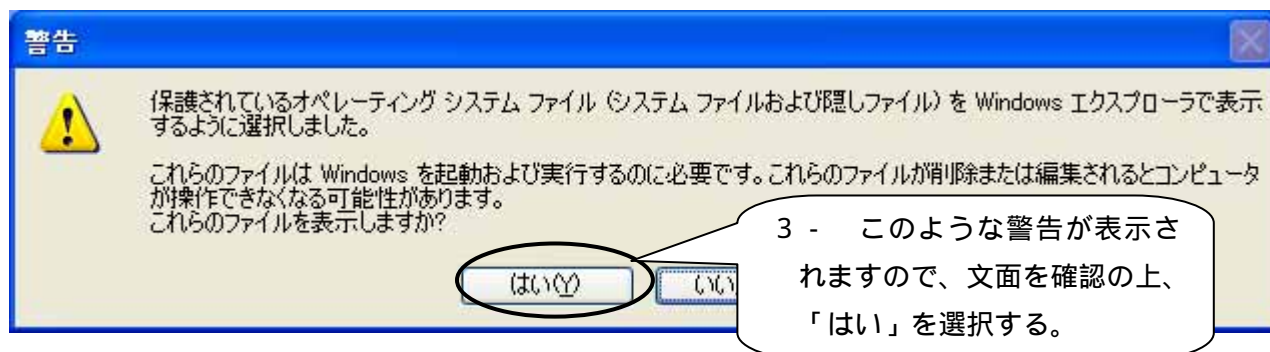 警告
保護されているオペレーティング システム ファイル (システム ファイルおよび隠しファイル) を Windows エクスプローラで表示
するように選択しました。
これらのファイルは Windows を起動および実行するのに必要です。これらのファイルが削除または編集されるとコンピュータ
が操作できなくなる可能性があります。
これらのファイルを表示しますか?
はい(Y)
いい
3 - このような警告が表示さ
れますので、文面を確認の上、
「はい」を選択する。